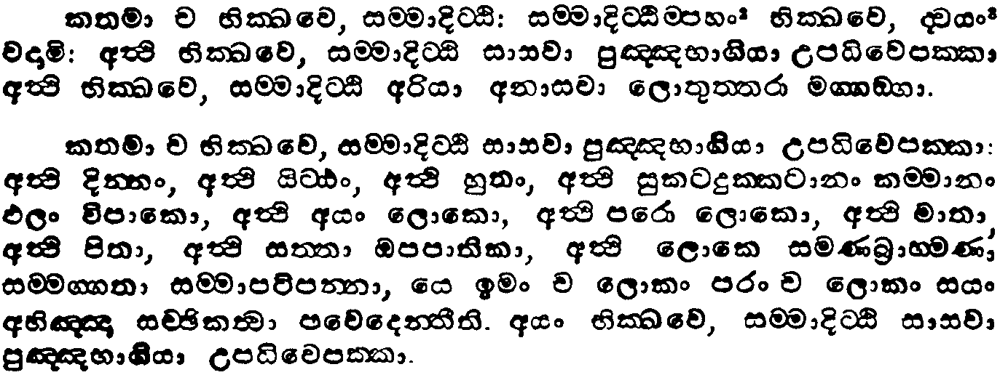 කතමා ච භික්ඛවෙ, සම්මාදිට්ඨි: සම්මාදිට්ඨිම්පහං² භික්ඛවෙ, ද්වයං³
වදාමි: අත්ථි භික්ඛවෙ, සම්මාදිට්ඨි සාසවා පුඤ්ඤභාගියා උපධිවෙපක්කා
අත්ථි භික්ඛවෙ, සම්මාදිට්ඨි අරියා අනාසවා ලොකුත්තරා මග්ගඞ්ගා.
කතමා ච භික්ඛවෙ, සම්මාදිට්ඨි සාසවා පුඤ්ඤභාගියා උපධිවෙපක්කා:
අත්ථි දින්නං, අත්ථි යිට්ඨං, අත්ථි හුතං, අත්ථි සුකටදුක්කටානං කම්මානං
ඵලං විපාකො, අත්ථි අයං ලොකො, අත්ථි පරො ලොකො, අත්ථි මාතා,
අත්ථි පිතා, අත්ථි සත්තා ඔපපාතිකා, අත්ථි ලොකෙ සමණබ්‍රාහ්මණා,
සම්මග්ගතා සම්මාපටිපන්නා, යෙ ඉමං ච ලොකං පරං ච ලොකං සයං
අභිඤ්ඤා සච්ඡිකත්වා පවෙදෙන්තීති. අයං භික්ඛවෙ, සම්මාදිට්ඨි සාසවා
පුඤ්ඤභාගියා උපධිවෙපක්කා.